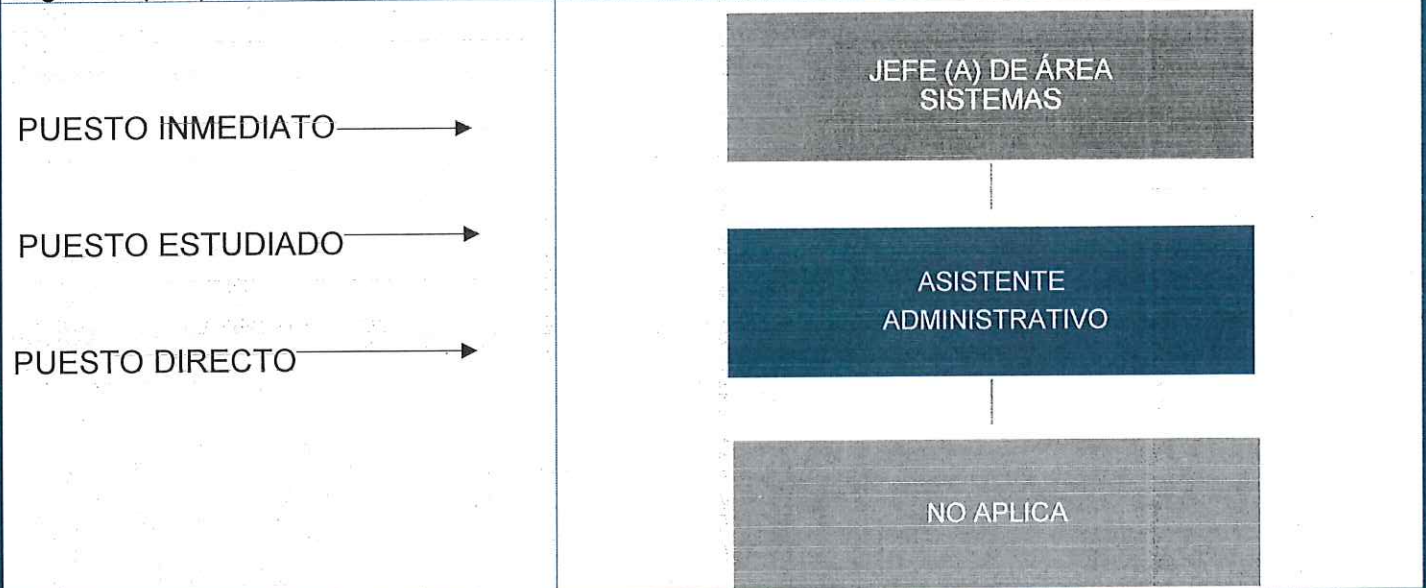 PUESTO INMEDIATO
PUESTO ESTUDIADO
PUESTO DIRECTO
JEFE (A) DE ÁREA
SISTEMAS
ASISTENTE
ADMINISTRATIVO
NO APLICA